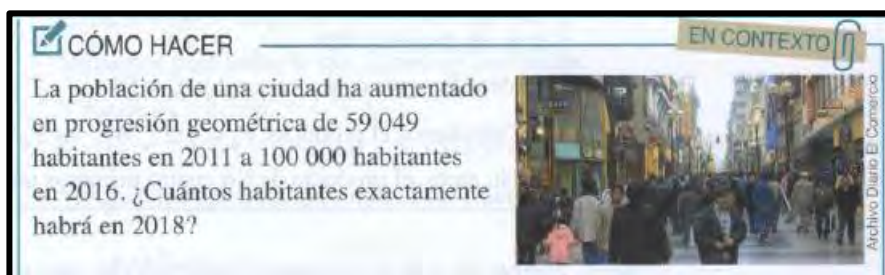 CÓMO HACER
EN CONTEXTO
La población de una ciudad ha aumentado
en progresión geométrica de 59 049
habitantes en 2011 a 100 000 habitantes
en 2016. ¿Cuántos habitantes exactamente
habrá en 2018?
Archivo Diario El Comercio